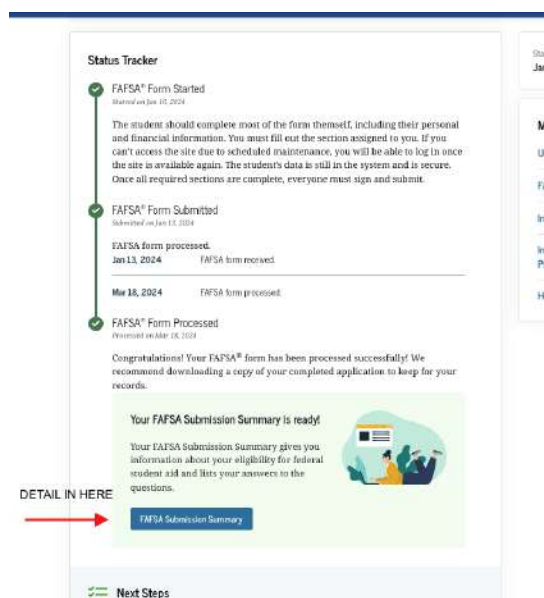 Status Tracker
FAFSA® Form Started
Started on Jan 10, 2024
The student should complete most of the form themself, including their personal
and financial information. You must fill out the section assigned to you. If you
can't access the site due to scheduled maintenance, you will be able to log in once
the site is available again. The student's data is still in the system and is secure.
Once all required sections are complete, everyone must sign and submit.
FAFSA® Form Submitted
Submitted on Jan 13, 2024
FAFSA form processed.
Jan 13, 2024 FAFSA form received.
Mar 18, 2024 FAFSA form processed.
FAFSA® Form Processed
Processed on Mar 18, 2024
Congratulations! Your FAFSA® form has been processed successfully! We
recommend downloading a copy of your completed application to keep for your
records.
Your FAFSA Submission Summary is ready!
Your FAFSA Submission Summary gives you
information about your eligibility for federal
student aid and lists your answers to the
questions.
DETAIL IN HERE
FAFSA Submission Summary
Next Steps